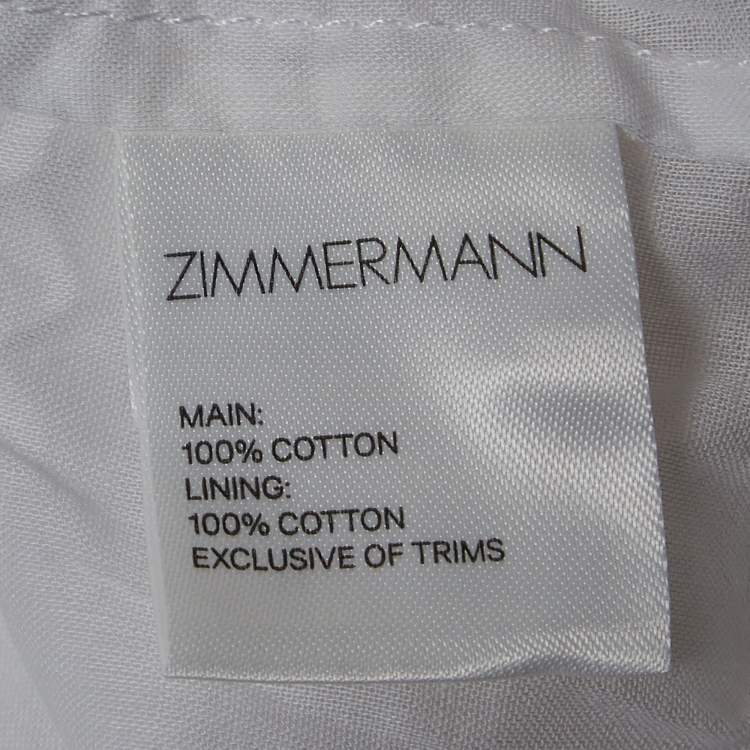 ZIMMERMANN
MAIN:
100% COTTON
LINING:
100% COTTON
EXCLUSIVE OF TRIMS